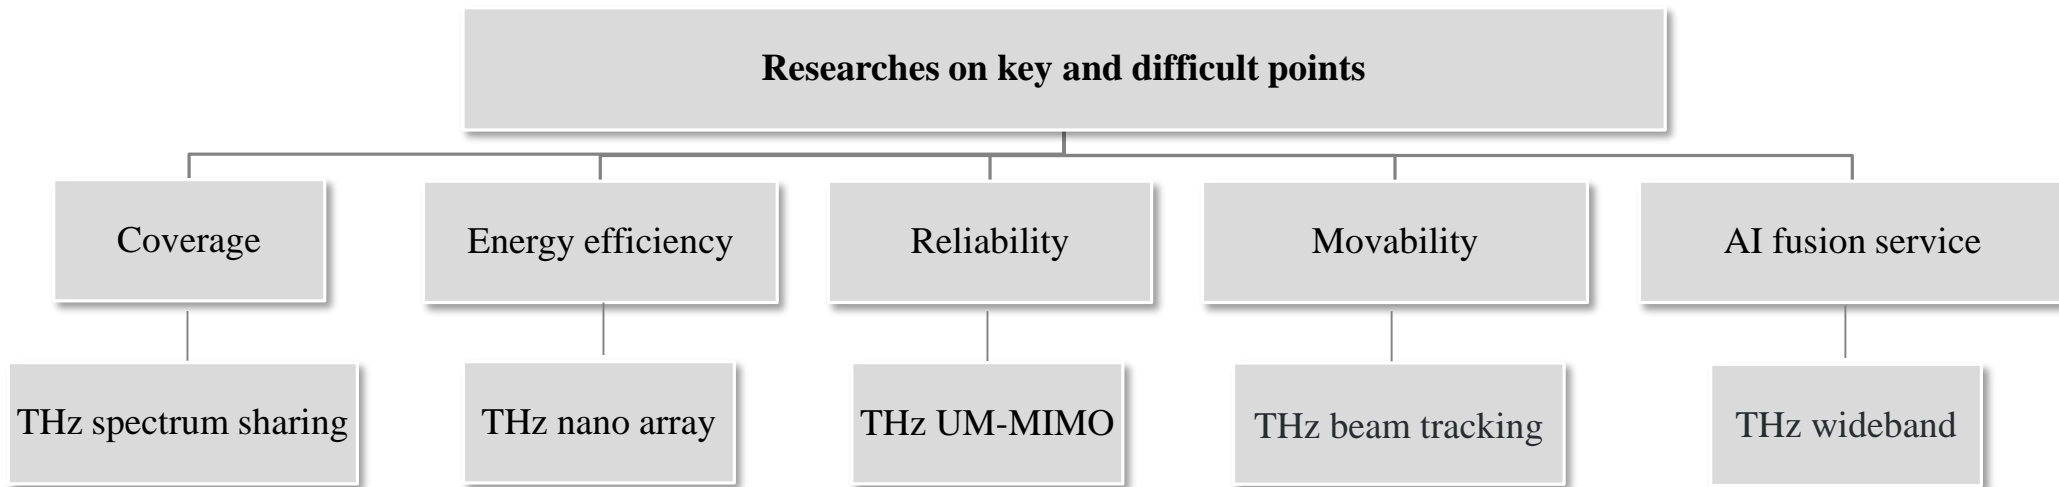 Researches on key and difficult points
Coverage
Energy efficiency
Reliability
Movability
AI fusion service
THz spectrum sharing
THz nano array
THz UM-MIMO
THz beam tracking
THz wideband